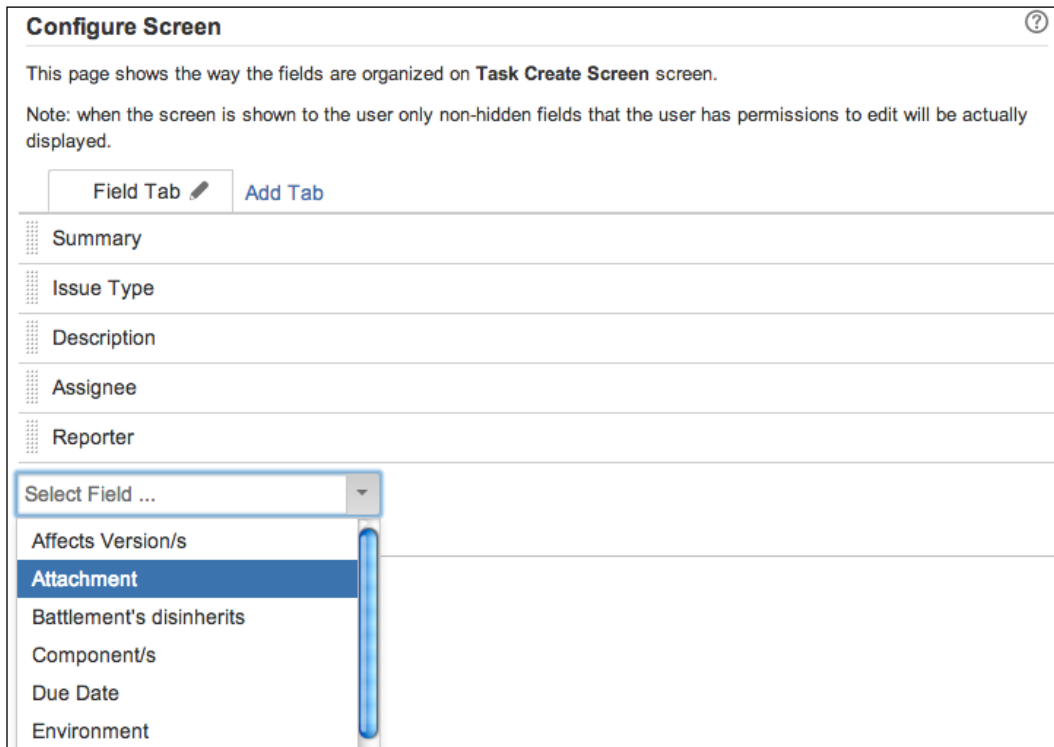 Configure Screen
This page shows the way the fields are organized on Task Create Screen screen.
Note: when the screen is shown to the user only non-hidden fields that the user has permissions to edit will be actually
displayed.
Field Tab Add Tab
Summary
Issue Type
Description
Assignee
Reporter
Select Field ...
Affects Version/s
Attachment
Battlement's disinherits
Component/s
Due Date
Environment